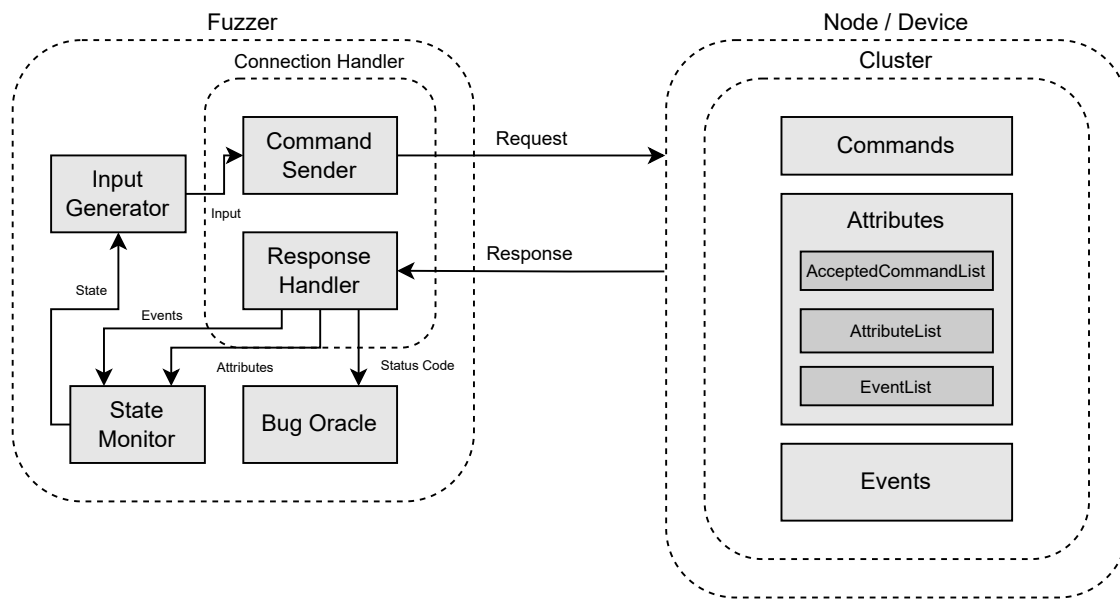 Fuzzer
Connection Handler
Command
Sender
Input
Generator
Input
Response
Handler
State
Events
Attributes
Status Code
State
Monitor
Bug Oracle
Request
Response
Node / Device
Cluster
Commands
Attributes
AcceptedCommandList
AttributeList
EventList
Events